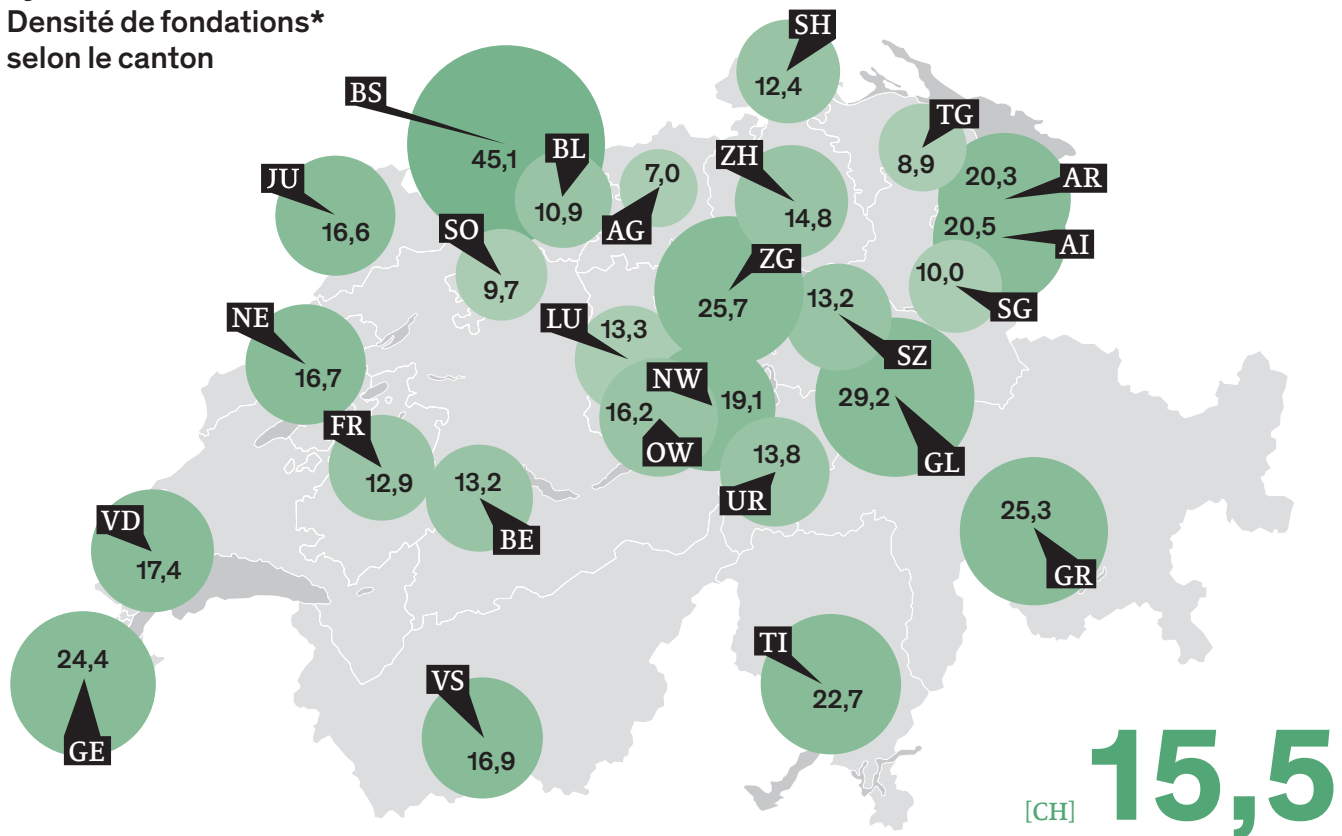 Densité de fondations*
selon le canton
SH
12,4
BS
45,1
TG
8,9
BL
10,9
7,0
AG
ZH
14,8
20,3
AR
JU
16,6
20,5
AI
SO
9,7
ZG
25,7
10,0
SG
13,2
SZ
NE
16,7
LU
13,3
NW
19,1
29,2
GL
16,2
OW
FR
12,9
13,2
BE
13,8
UR
VD
17,4
25,3
GR
24,4
GE
VS
16,9
TI
22,7
[CH] 15,5